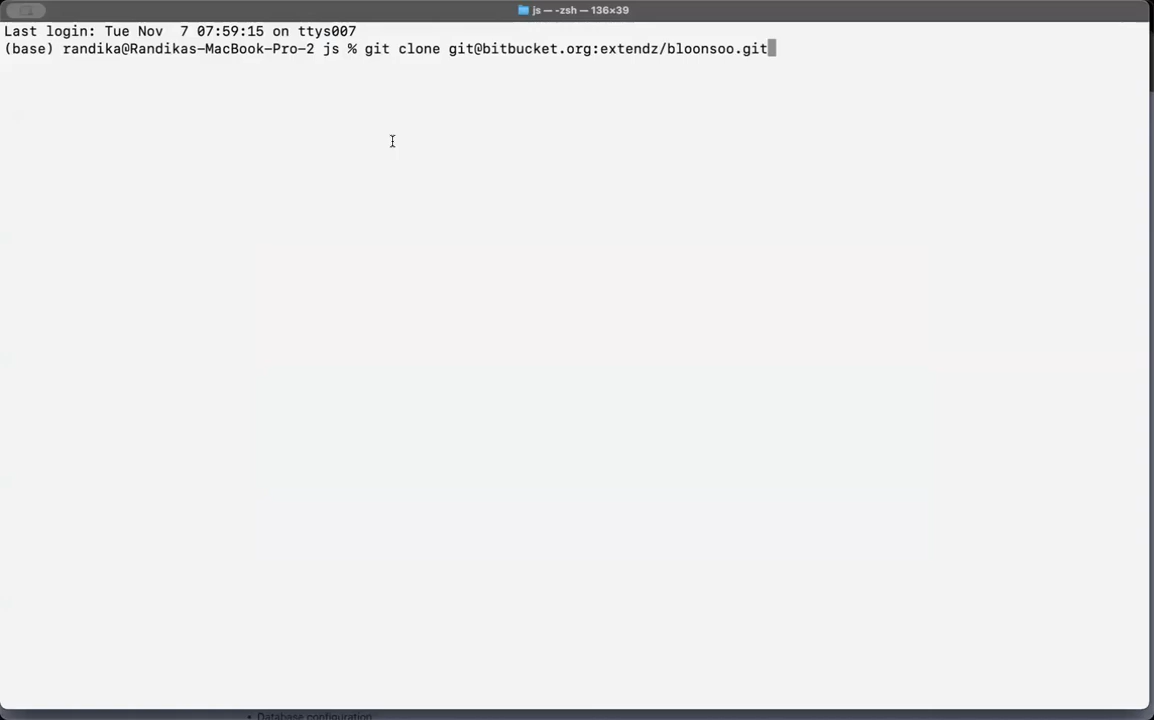 js — -zsh — 136×39
Last login: Tue Nov  7 07:59:15 on ttys007
(base) randika@Randikas-MacBook-Pro-2 js % git clone git@bitbucket.org:extendz/bloonsoo.git
• Database configuration